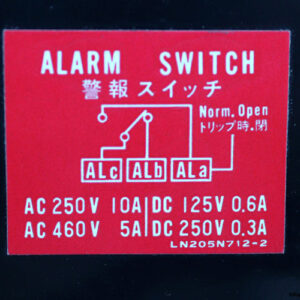 ALARM SWITCH
警報スイッチ
Norm. Open
トリップ時.閉
ALc ALb ALa
AC 250V 10A DC 125V 0.6A
AC 460V 5A DC 250V 0.3A
LN205N712-2